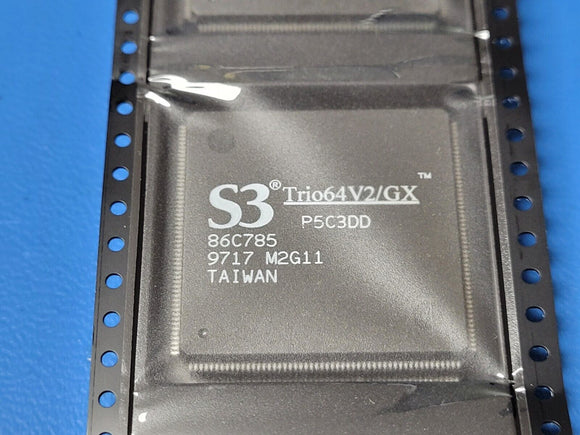 S3® Trio64V2/GX™
P5C3DD
86C785
9717 M2G11
TAIWAN